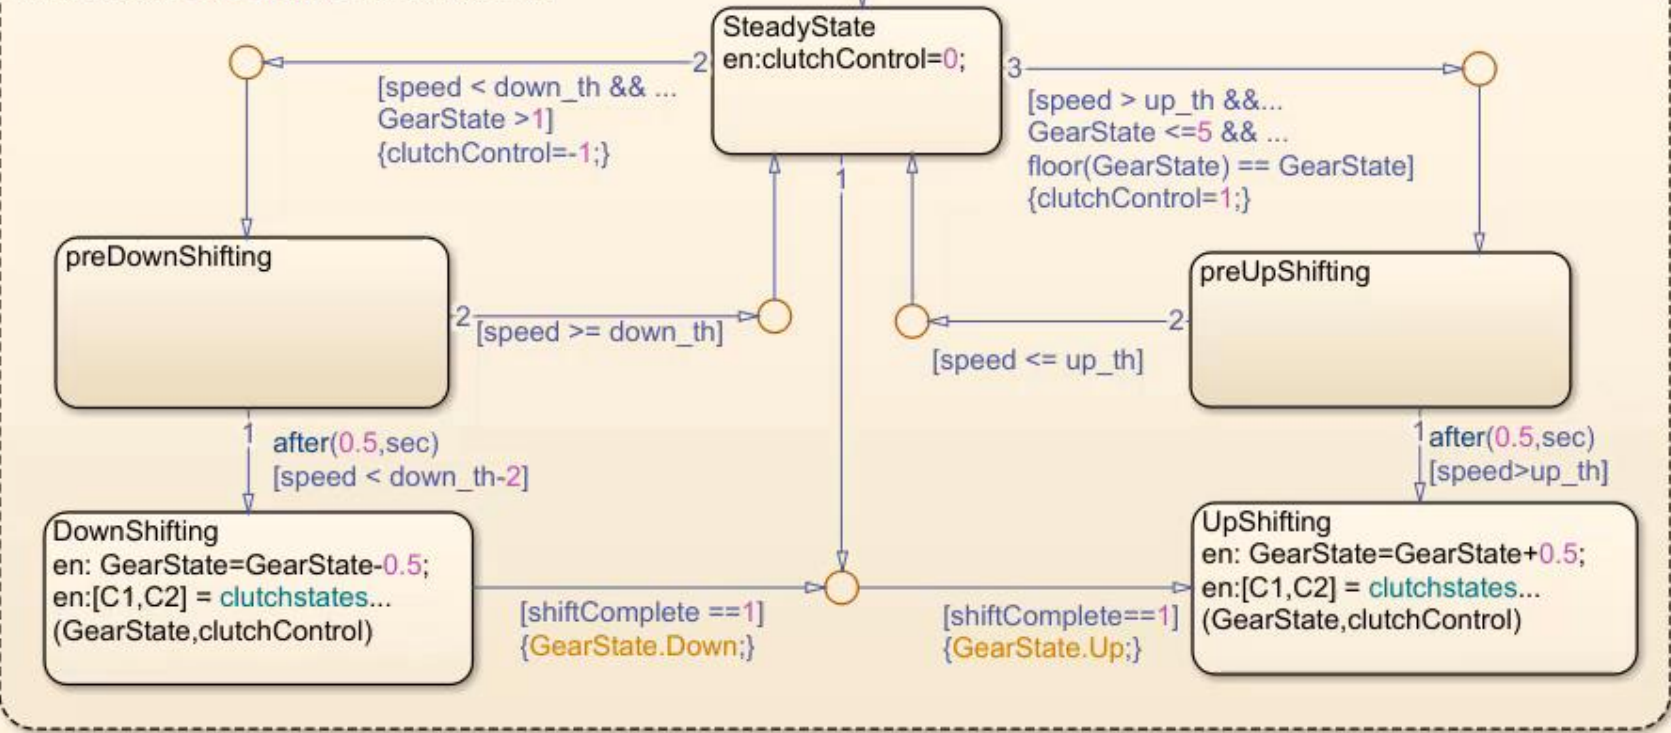 SteadyState
en:clutchControl=0;
2
[speed < down_th && ...
GearState >1]
{clutchControl=-1;}
3
[speed > up_th &&...
GearState <=5 && ...
floor(GearState) == GearState]
{clutchControl=1;}
1
preDownShifting
2
[speed >= down_th]
preUpShifting
2
[speed <= up_th]
1
after(0.5,sec)
[speed < down_th-2]
1
after(0.5,sec)
[speed>up_th]
DownShifting
en: GearState=GearState-0.5;
en:[C1,C2] = clutchstates...
(GearState,clutchControl)
[shiftComplete ==1]
{GearState.Down;}
[shiftComplete==1]
{GearState.Up;}
UpShifting
en: GearState=GearState+0.5;
en:[C1,C2] = clutchstates...
(GearState,clutchControl)